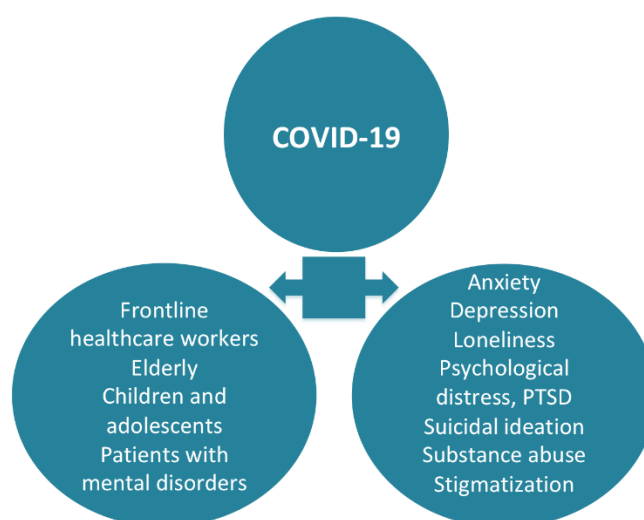 COVID-19
Frontline
healthcare workers
Elderly
Children and
adolescents
Patients with
mental disorders
Anxiety
Depression
Loneliness
Psychological
distress, PTSD
Suicidal ideation
Substance abuse
Stigmatization